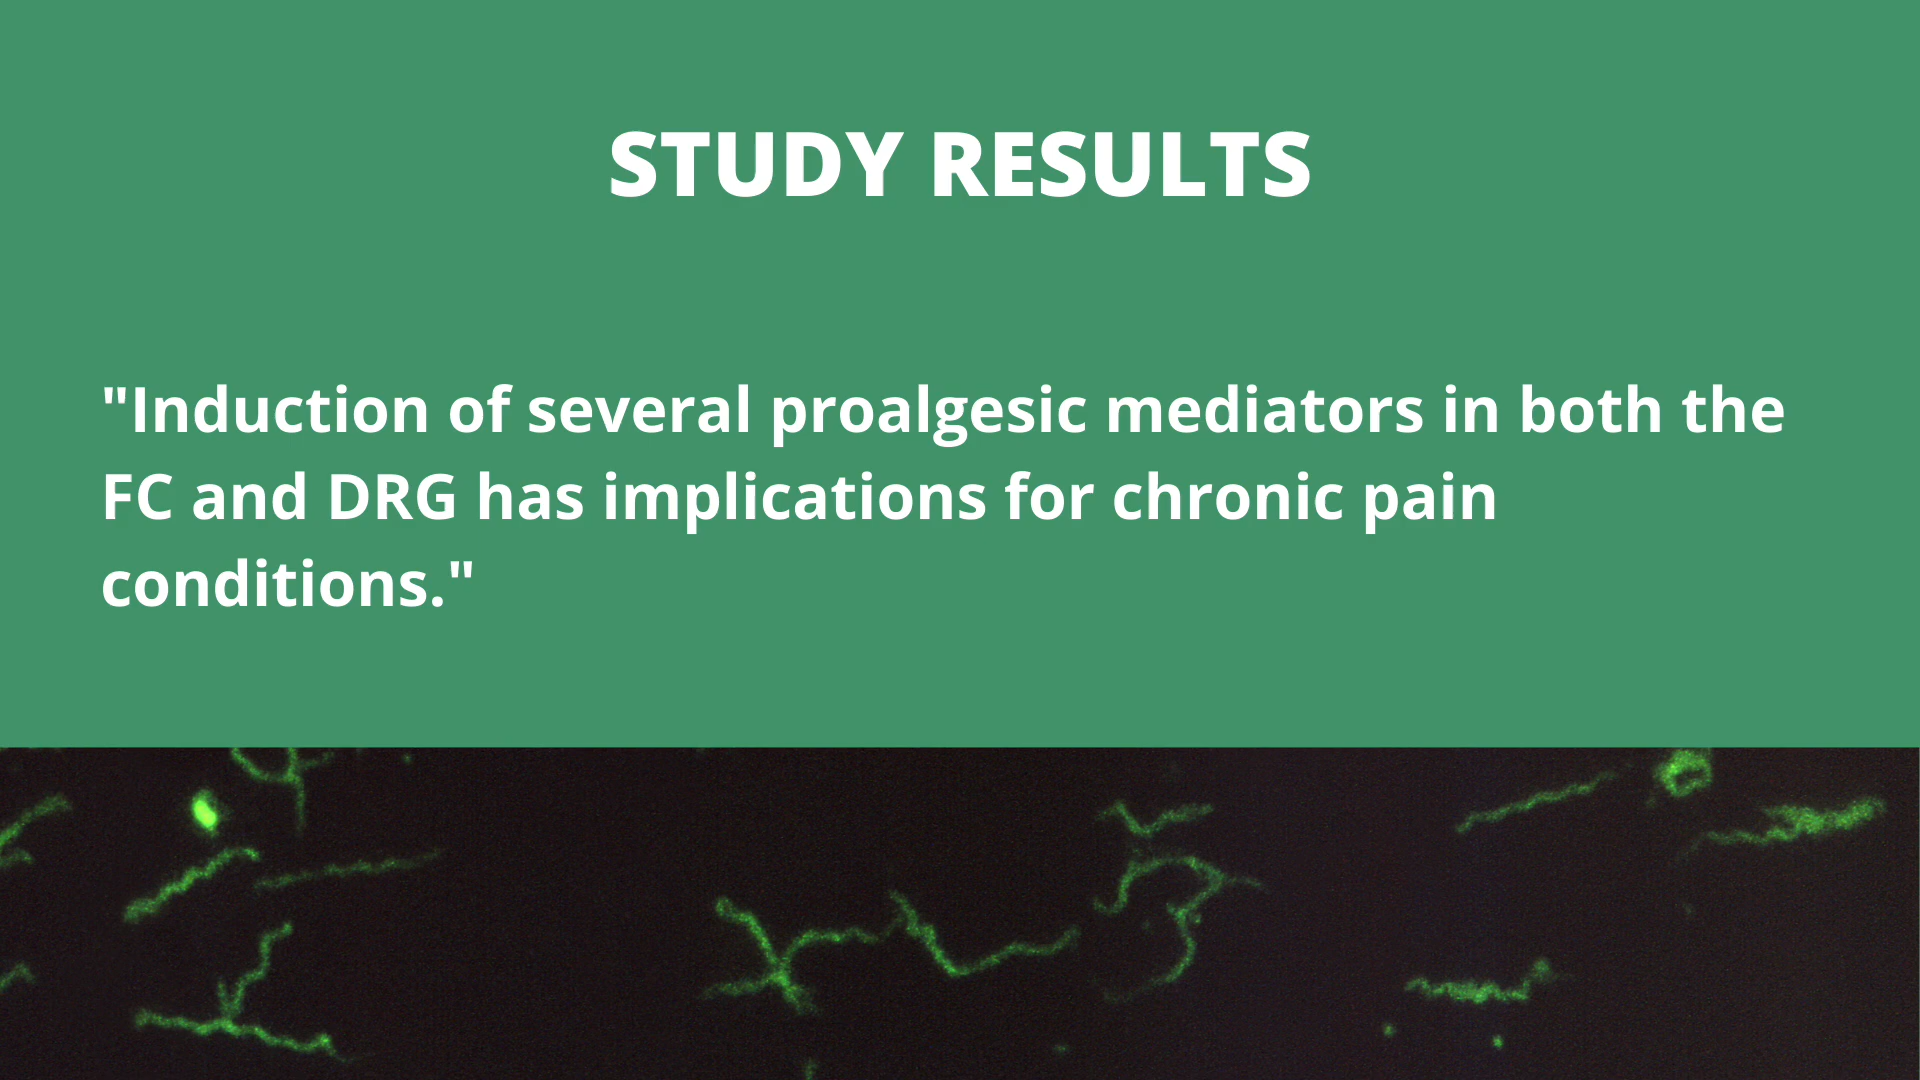 STUDY RESULTS
"Induction of several proalgesic mediators in both the
FC and DRG has implications for chronic pain
conditions."